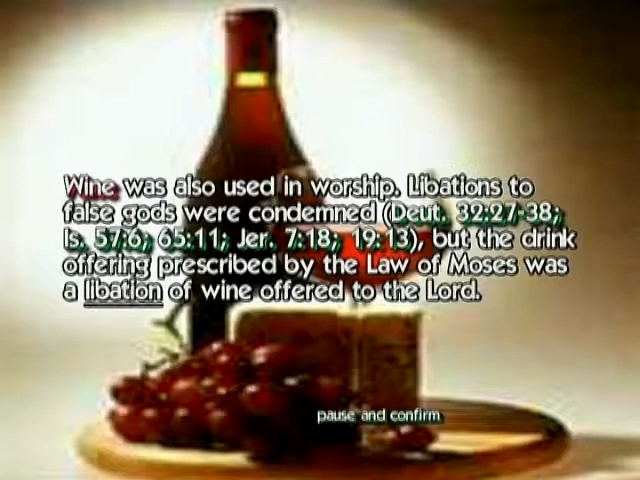 Wine was also used in worship. Libations to
false gods were condemned (Deut. 32:27-38;
Is. 57:6; 65:11; Jer. 7:18; 19:13), but the drink
offering prescribed by the Law of Moses was
a libation of wine offered to the Lord.
pause and confirm